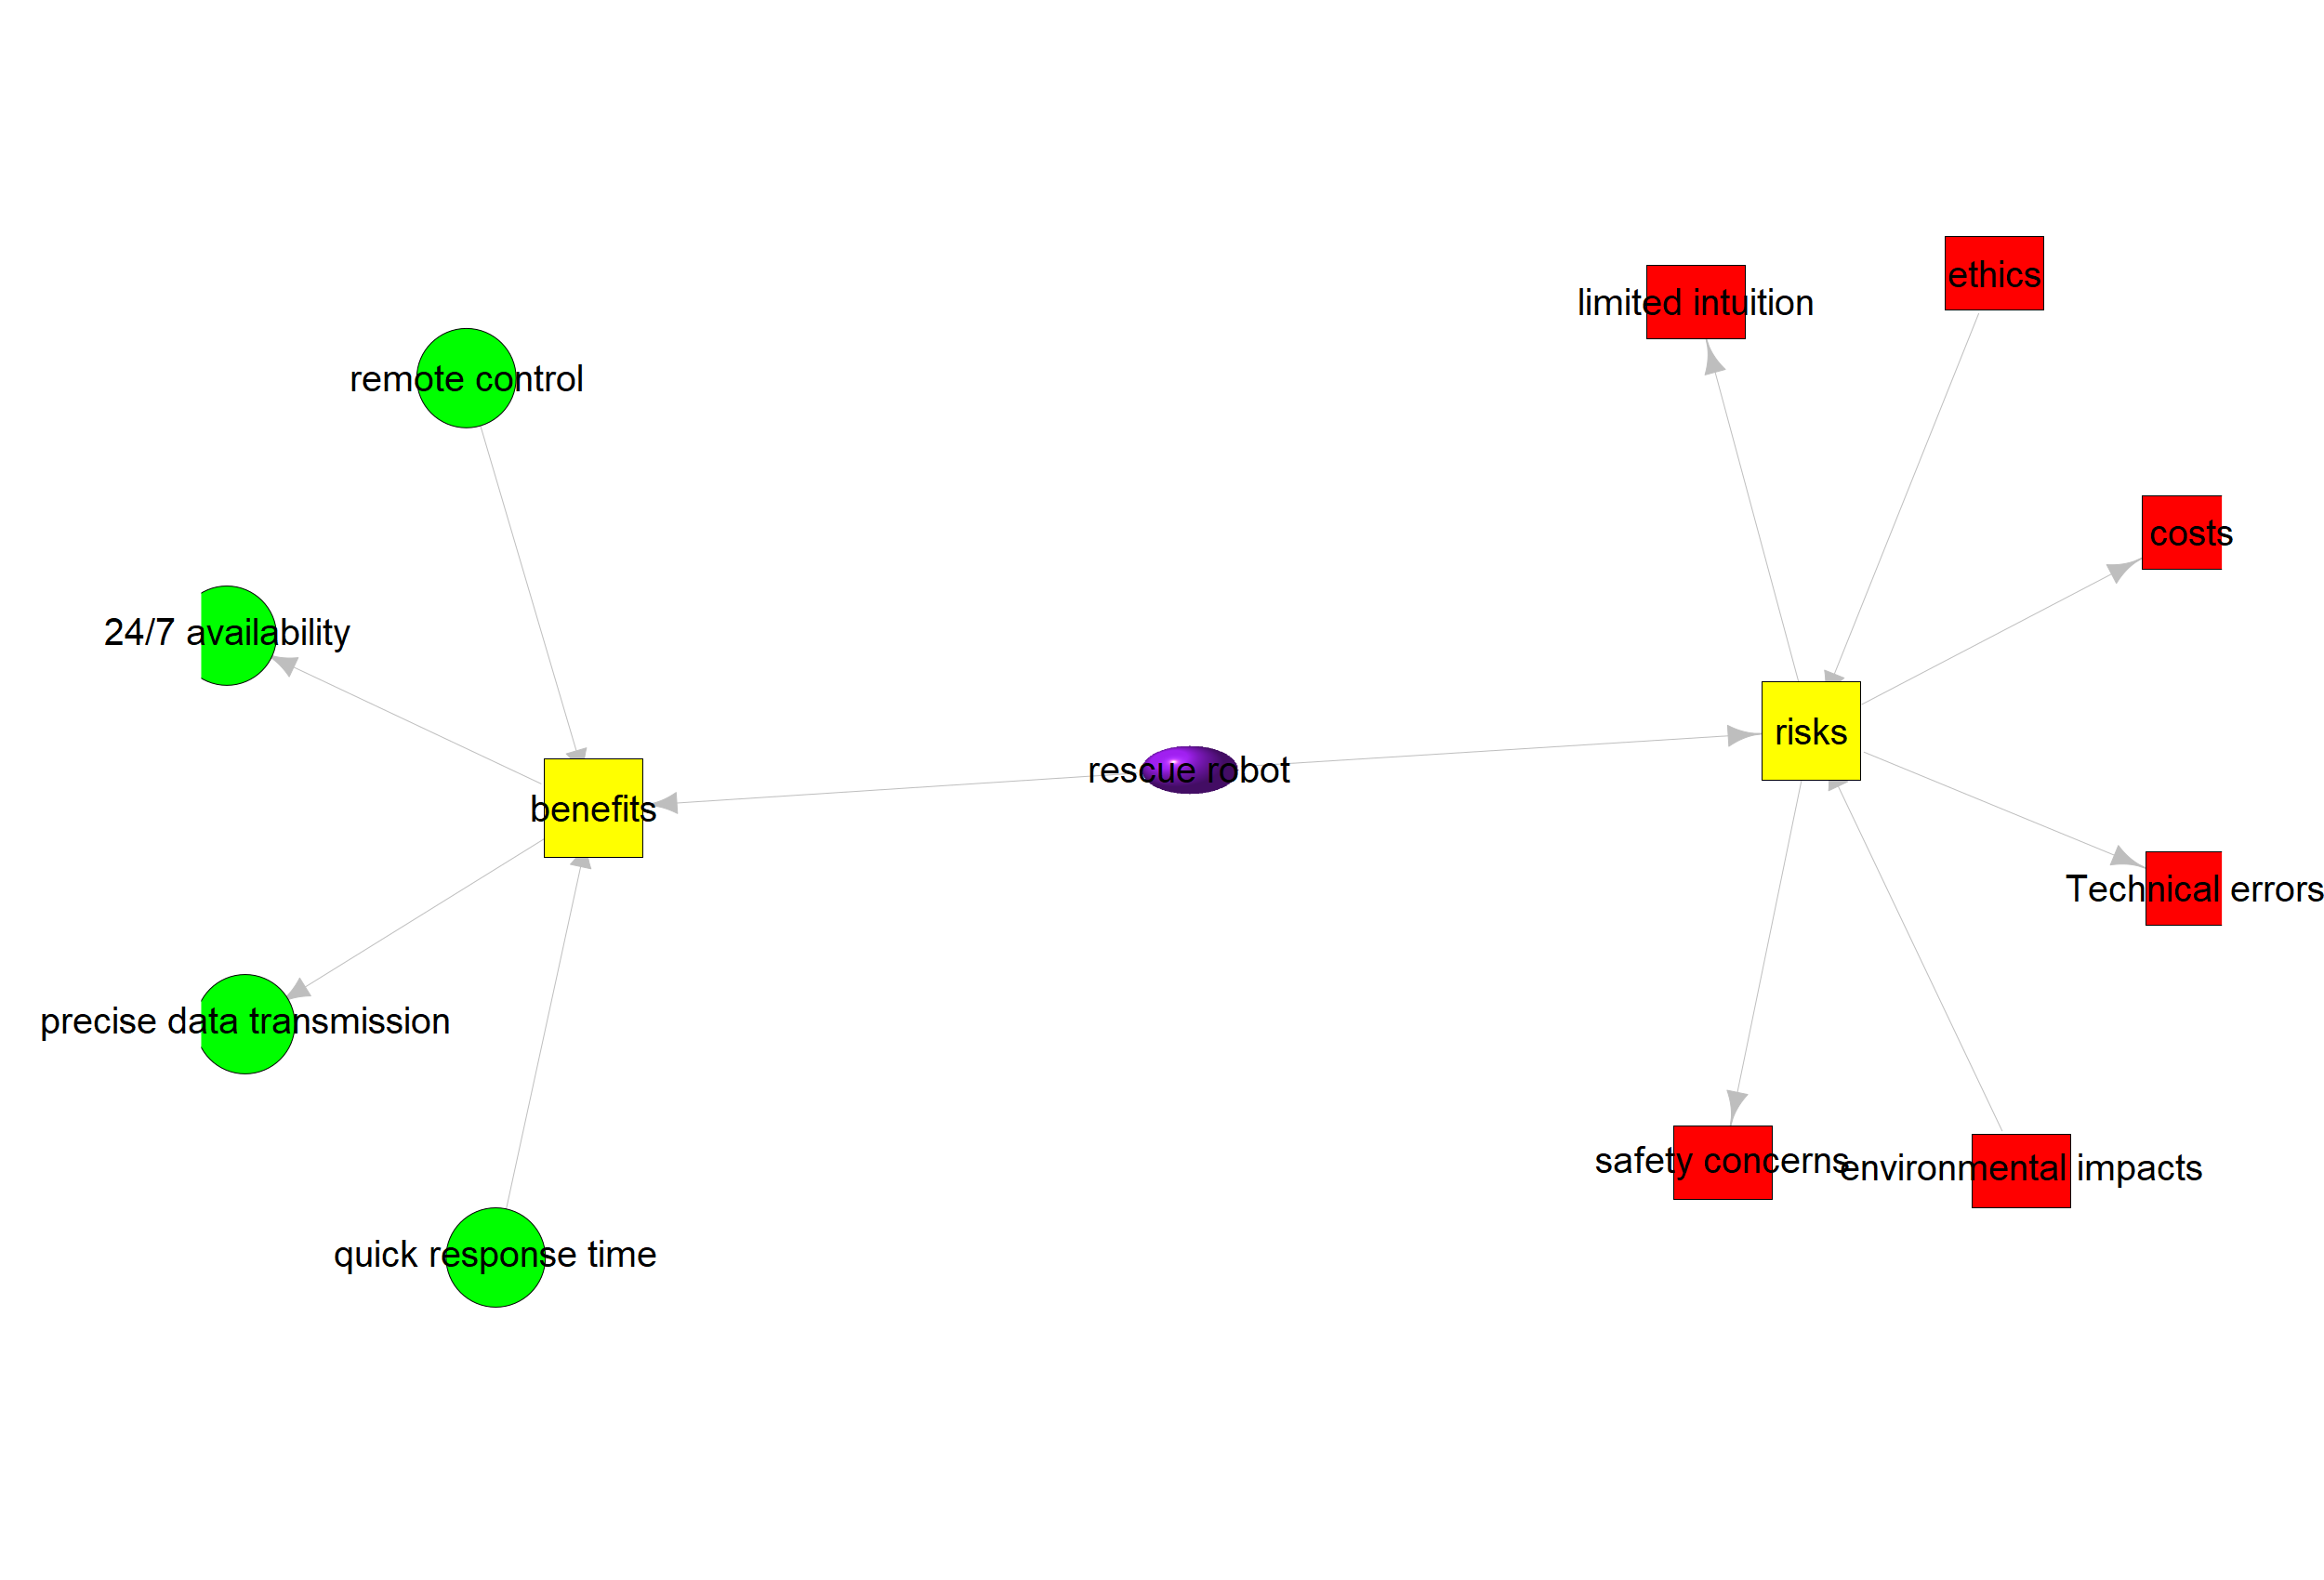 ethics
limited intuition
remote control
costs
24/7 availability
risks
rescue robot
benefits
Technical errors
precise data transmission
safety concerns
environmental impacts
quick response time